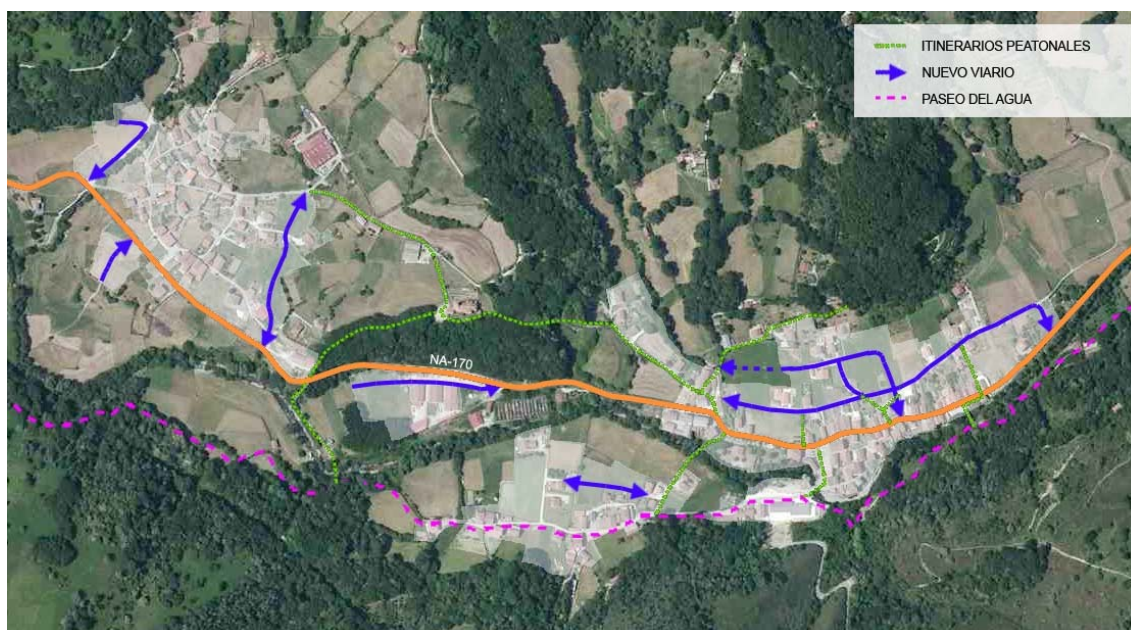 ITINERARIOS PEATONALES
NUEVO VIARIO
PASEO DEL AGUA
NA-170